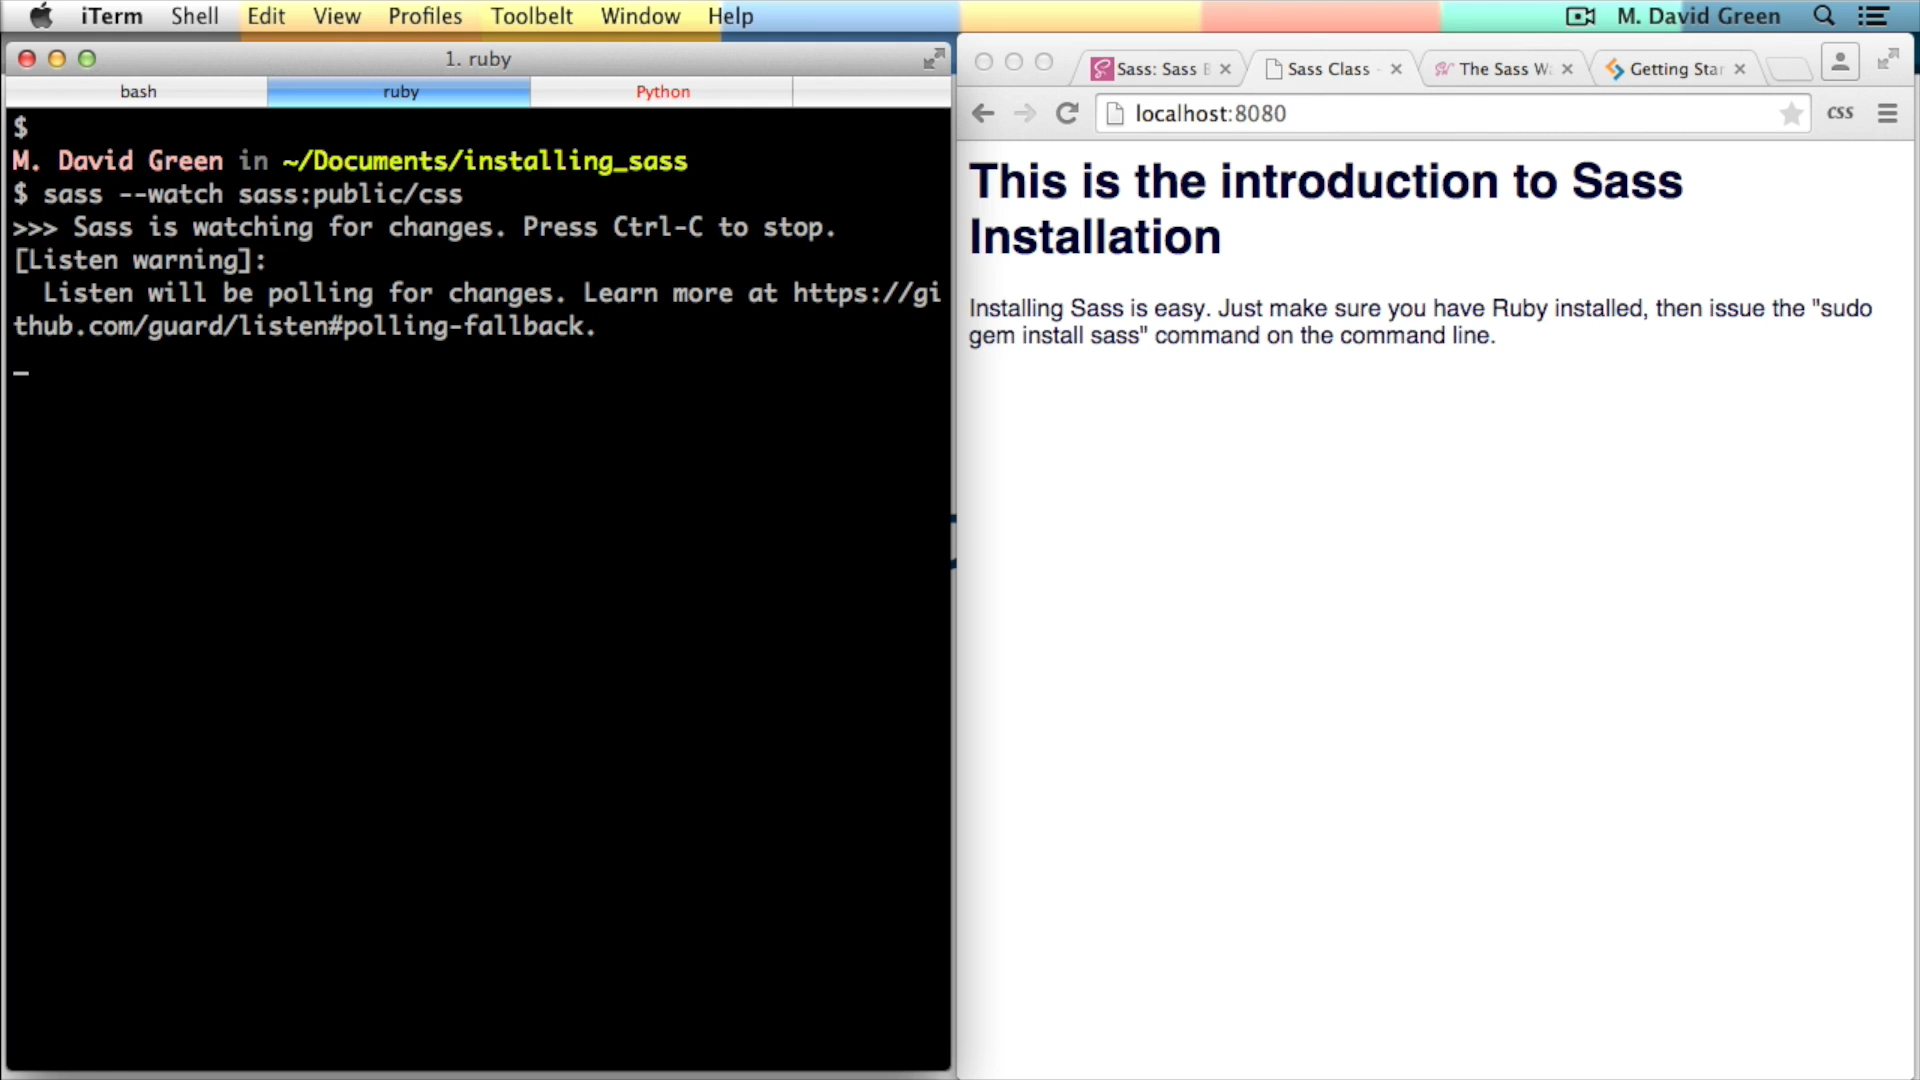 iTerm Shell Edit View Profiles Toolbelt Window Help M. David Green
1. ruby
bash ruby Python
$
M. David Green in ~/Documents/installing_sass
$ sass --watch sass:public/css
>>> Sass is watching for changes. Press Ctrl-C to stop.
[Listen warning]:
Listen will be polling for changes. Learn more at https://gi
thub.com/guard/listen#polling-fallback.
Sass: Sass Sass Class - The Sass W Getting Star
localhost:8080 CSS
This is the introduction to Sass
Installation
Installing Sass is easy. Just make sure you have Ruby installed, then issue the "sudo
gem install sass" command on the command line.